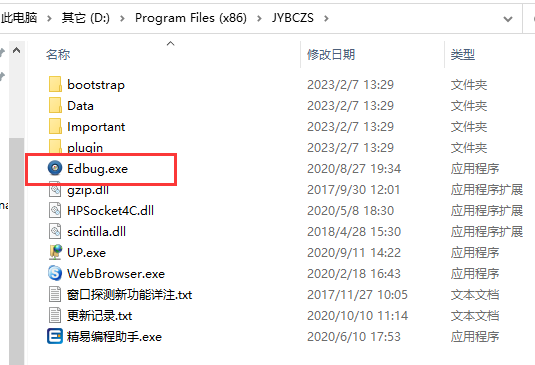 此电脑 › 其它 (D:) › Program Files (x86) › JYBCZS ›
名称 修改日期 类型
bootstrap 2023/2/7 13:29 文件夹
Data 2023/2/7 13:29 文件夹
Important 2023/2/7 13:29 文件夹
plugin 2023/2/7 13:29 文件夹
Edbug.exe 2020/8/27 19:34 应用程序
gzip.dll 2017/9/30 12:01 应用程序扩展
HPSocket4C.dll 2020/5/8 18:30 应用程序扩展
scintilla.dll 2018/4/28 15:30 应用程序扩展
UP.exe 2020/9/11 14:22 应用程序
WebBrowser.exe 2020/2/18 16:43 应用程序
窗口探测新功能详注.txt 2017/11/27 10:05 文本文档
更新记录.txt 2020/10/10 11:14 文本文档
精易编程助手.exe 2020/6/10 17:53 应用程序